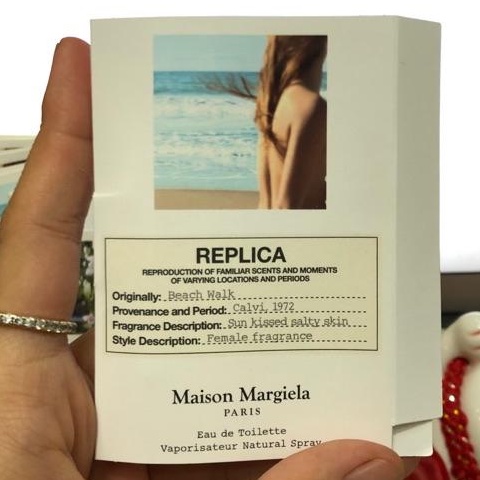 REPLICA
REPRODUCTION OF FAMILIAR SCENTS AND MOMENTS
OF VARYING LOCATIONS AND PERIODS
Originally: Beach Walk
Provenance and Period: Calvi 1972
Fragrance Description: Sun kissed salty skin
Style Description: Female fragrance
Maison Margiela
PARIS
Eau de Toilette
Vaporisateur Natural Spray